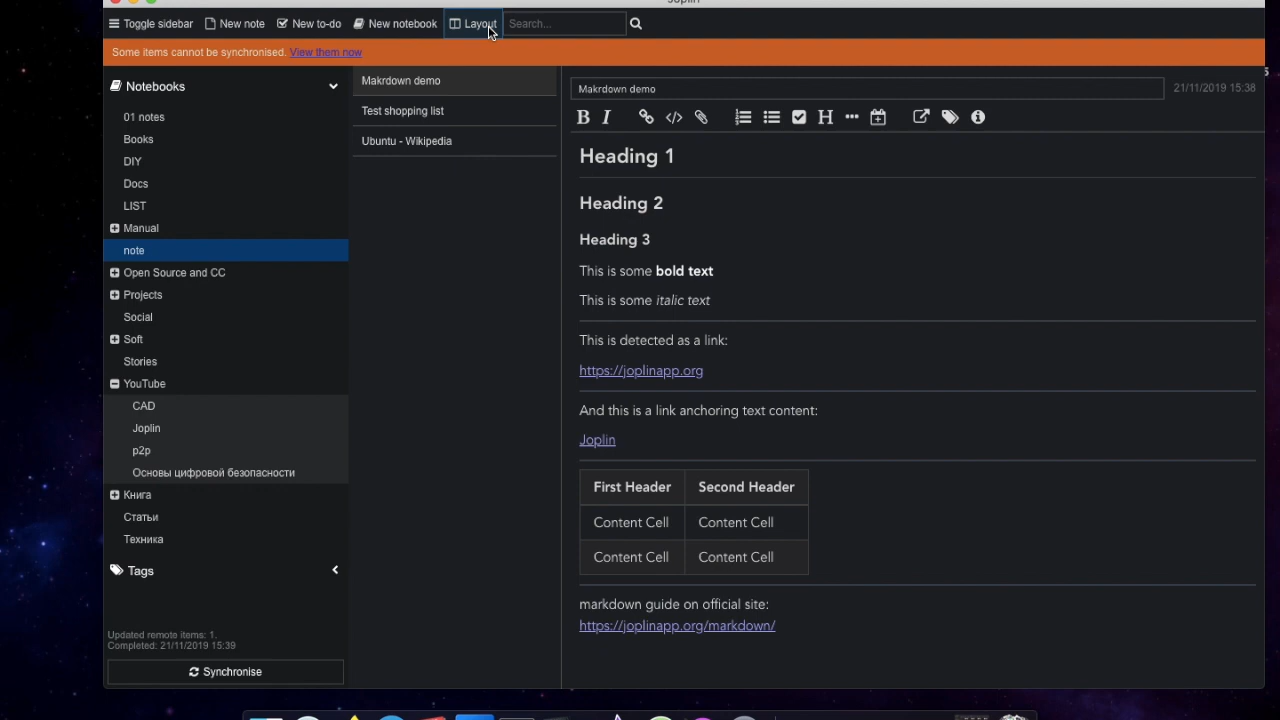 Joplin
Toggle sidebar New note New to-do New notebook Layout Search...
Some items cannot be synchronised. View them now
Notebooks
01 notes
Books
DIY
Docs
LIST
Manual
note
Open Source and CC
Projects
Social
Soft
Stories
YouTube
CAD
Joplin
p2p
Основы цифровой безопасности
Книга
Статьи
Техника
Tags
Updated remote items: 1.
Completed: 21/11/2019 15:39
Synchronise
Makrdown demo
Test shopping list
Ubuntu - Wikipedia
Makrdown demo 21/11/2019 15:38
B I H
Heading 1
Heading 2
Heading 3
This is some bold text
This is some italic text
This is detected as a link:
https://joplinapp.org
And this is a link anchoring text content:
Joplin
First Header Second Header
Content Cell Content Cell
Content Cell Content Cell
markdown guide on official site:
https://joplinapp.org/markdown/